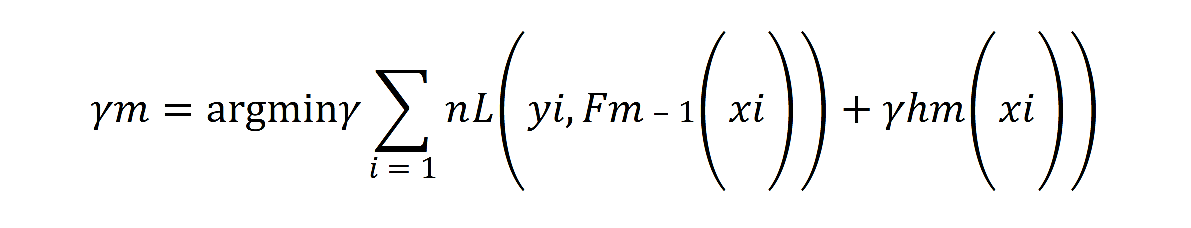 γm = argminγ ∑ i = 1 nL(yi, Fm − 1(xi)) + γhm(xi))